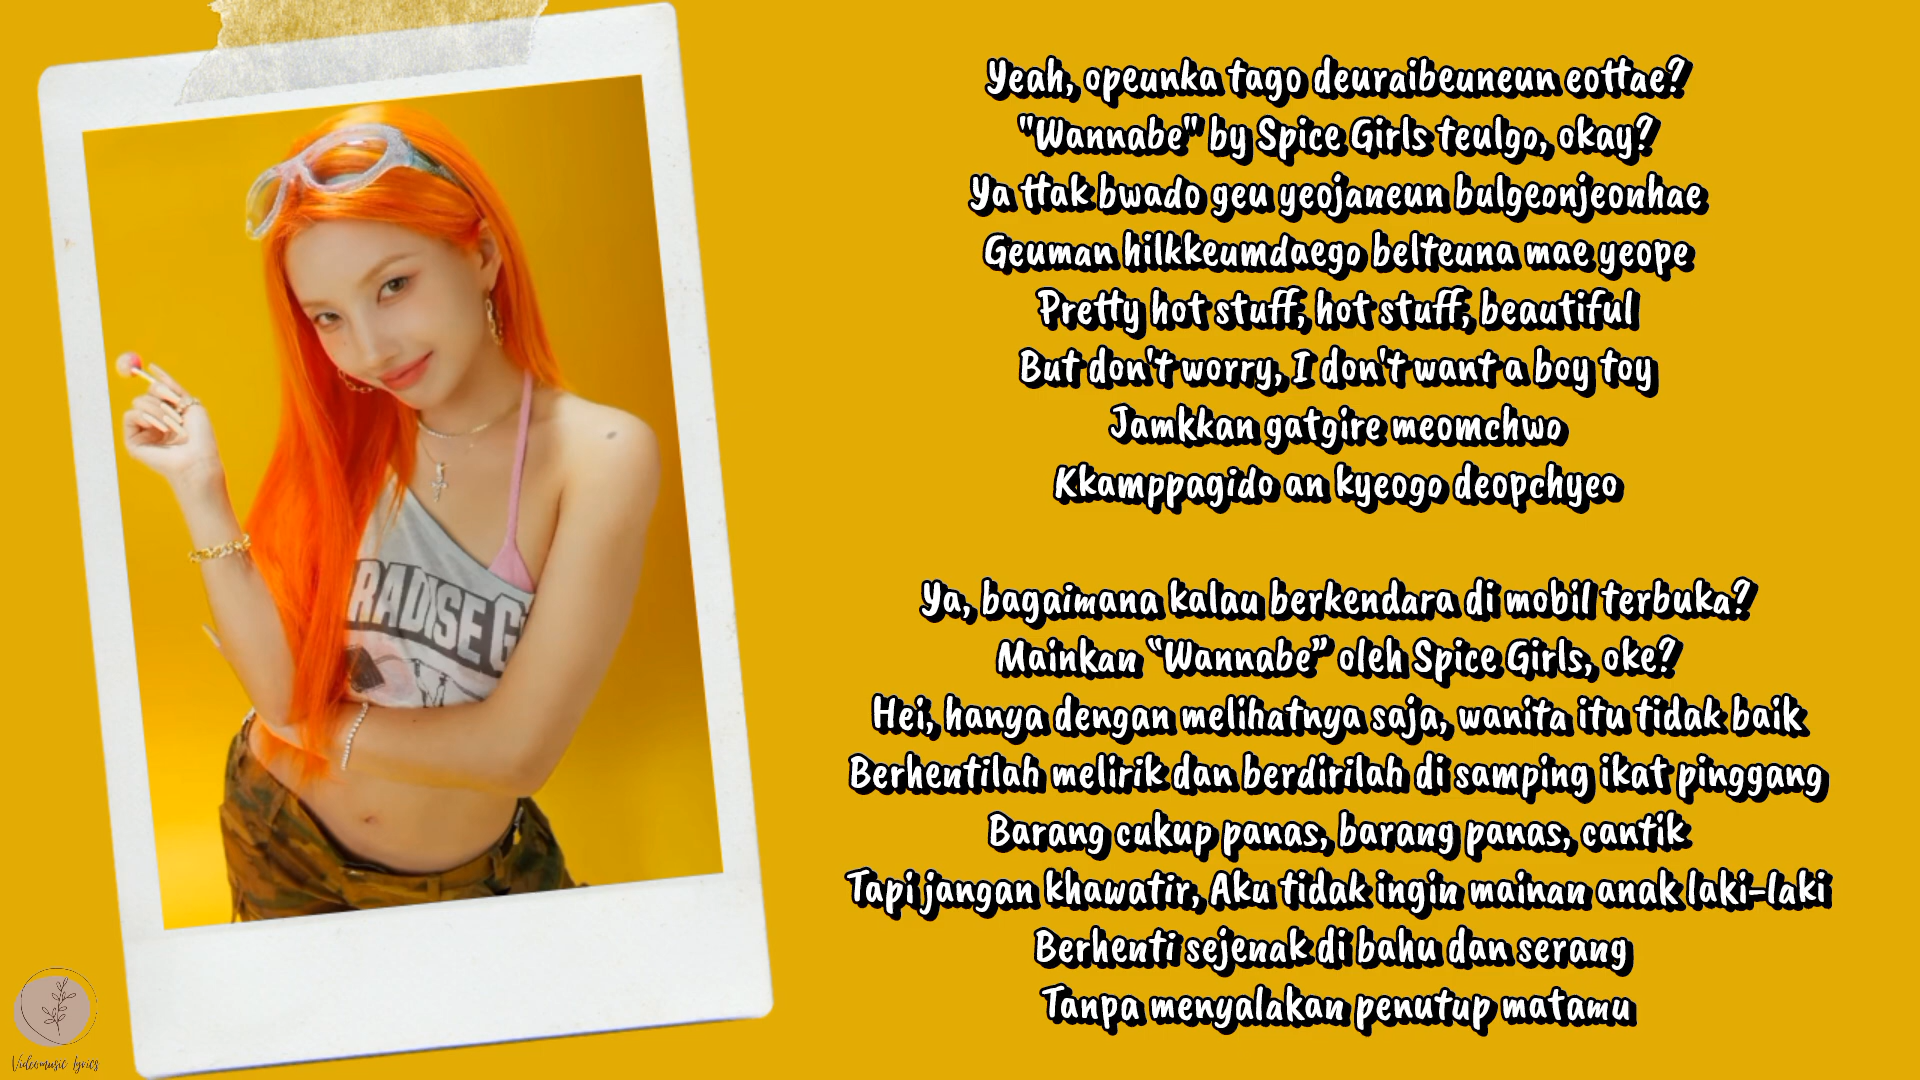 Yeah, opeunka tago deuraibeuneun eottae?
"Wannabe" by Spice Girls teulgo, okay?
Ya ttak bwado geu yeojaneun bulgeonjeonhae
Geuman hilkkeumdaego belteuna mae yeope
Pretty hot stuff, hot stuff, beautiful
But don't worry, I don't want a boy toy
Jamkkan gatgire meomchwo
Kkamppagido an kyeogo deopchyeo
Ya, bagaimana kalau berkendara di mobil terbuka?
Mainkan “Wannabe” oleh Spice Girls, oke?
Hei, hanya dengan melihatnya saja, wanita itu tidak baik
Berhentilah melirik dan berdirilah di samping ikat pinggang
Barang cukup panas, barang panas, cantik
Tapi jangan khawatir, Aku tidak ingin mainan anak laki-laki
Berhenti sejenak di bahu dan serang
Tanpa menyalakan penutup matamu
RADISE G
Videomusic Lyrics